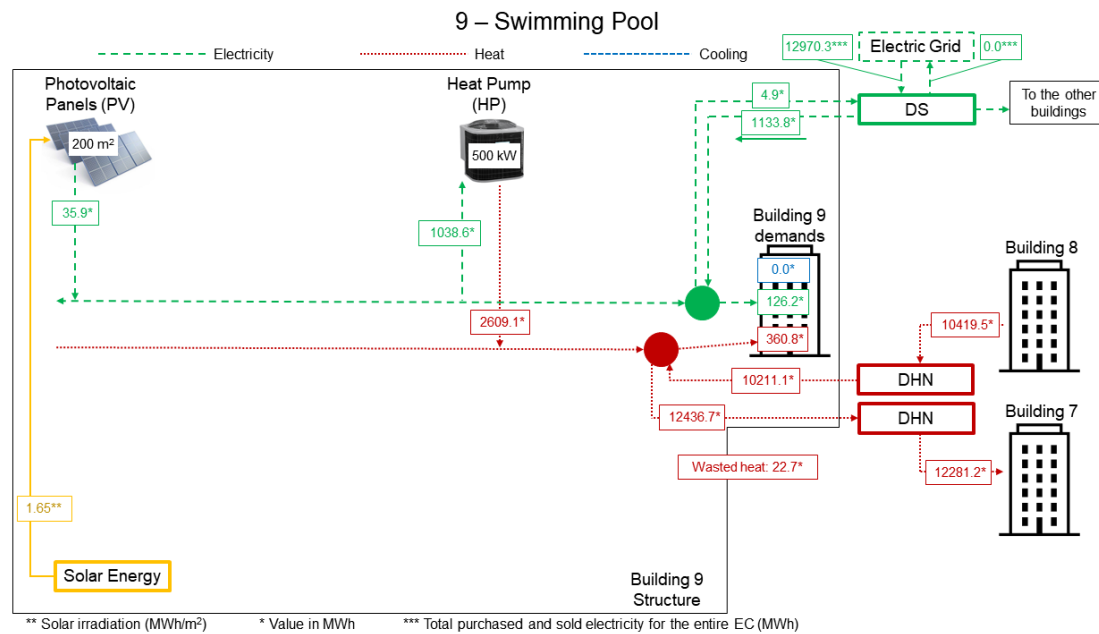 9 – Swimming Pool
Electricity
Heat
Cooling
12970.3***
Electric Grid
0.0***
Photovoltaic
Panels (PV)
Heat Pump
(HP)
4.9*
DS
To the other
buildings
1133.8*
200 m²
500 kW
35.9*
1038.6*
Building 9
demands
Building 8
0.0*
126.2*
2609.1*
360.8*
10419.5*
10211.1*
DHN
12436.7*
DHN
Building 7
Wasted heat: 22.7*
12281.2*
1.65**
Solar Energy
Building 9
Structure
** Solar irradiation (MWh/m²)
* Value in MWh
*** Total purchased and sold electricity for the entire EC (MWh)